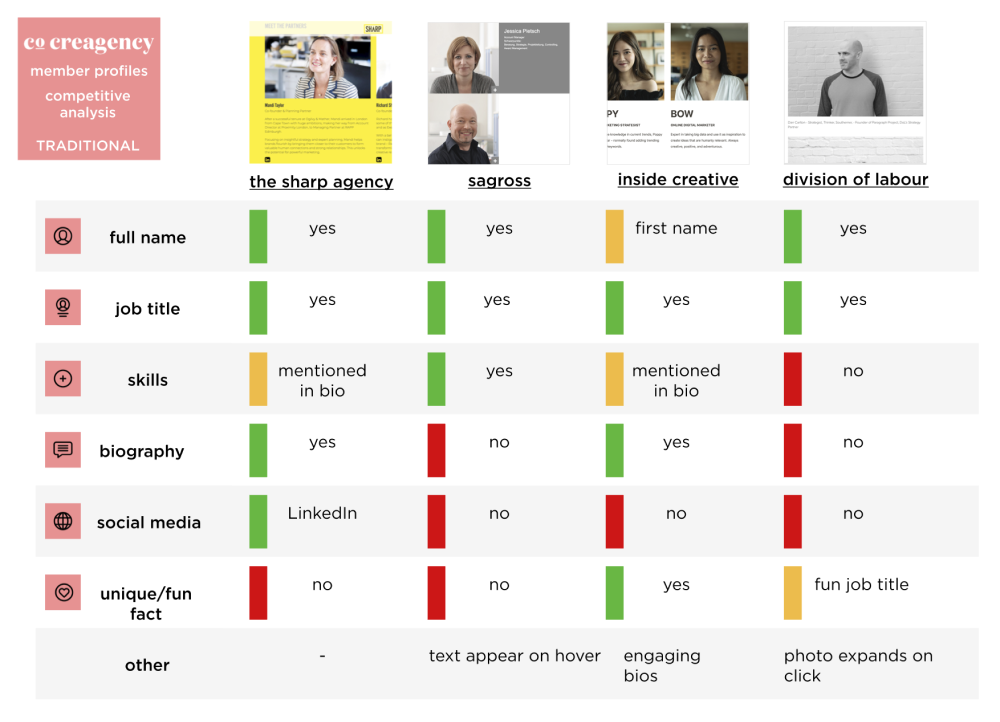 co creagency
member profiles
competitive
analysis
TRADITIONAL
MEET THE PARTNERS
SHARP
Mandi Taylor
Jessica Pietsch
PY
BOW
ONLINE DIGITAL MARKETER
the sharp agency
sagross
inside creative
division of labour
full name
yes
yes
first name
yes
job title
yes
yes
yes
yes
skills
mentioned
in bio
yes
mentioned
in bio
no
biography
yes
no
yes
no
social media
LinkedIn
no
no
no
unique/fun
fact
no
no
yes
fun job title
other
-
text appear on hover
engaging
bios
photo expands on
click